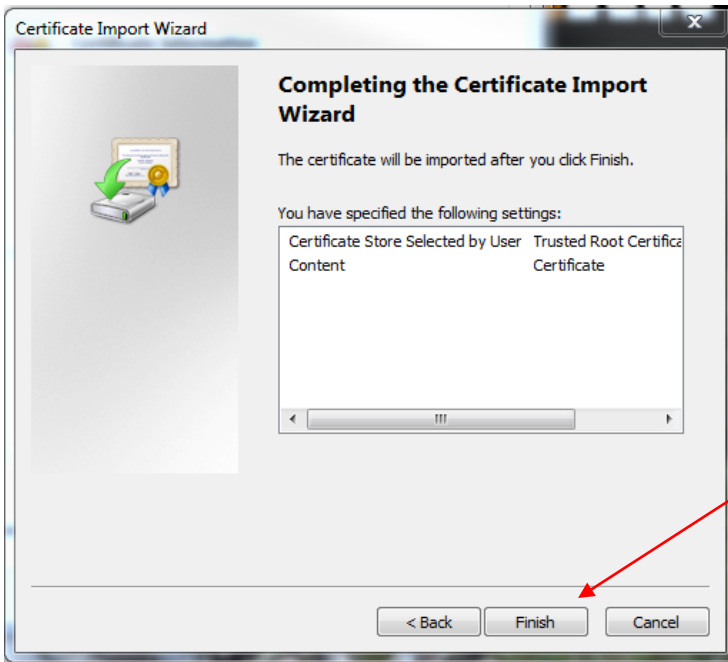 Certificate Import Wizard
Completing the Certificate Import
Wizard
The certificate will be imported after you click Finish.
You have specified the following settings:
Certificate Store Selected by User Trusted Root Certifica
Content Certificate
< Back Finish Cancel